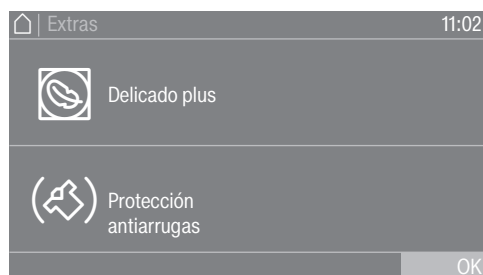 | Extras 11:02
Delicado plus
Protección
antiarrugas
OK